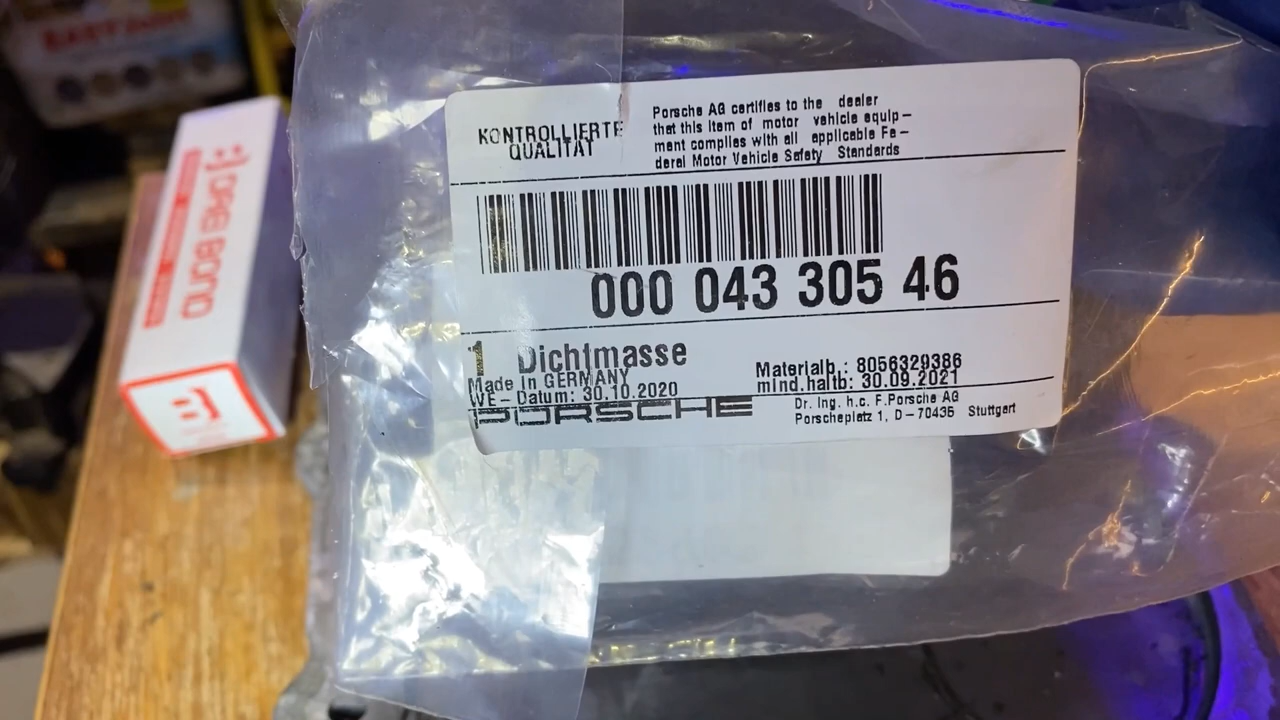 KONTROLLIERTE
QUALITAT
Porsche AG certifies to the dealer
that this item of motor vehicle equip-
ment complies with all applicable Fe-
deral Motor Vehicle Safety Standards
000 043 305 46
1 Dichtmasse
Made in GERMANY
WE-Datum: 30.10.2020
Materialb.: 8056329386
mind.haltb: 30.09.2021
PORSCHE
Dr. Ing. h.c. F.Porsche AG
Porscheplatz 1, D-70435 Stuttgart
BOND